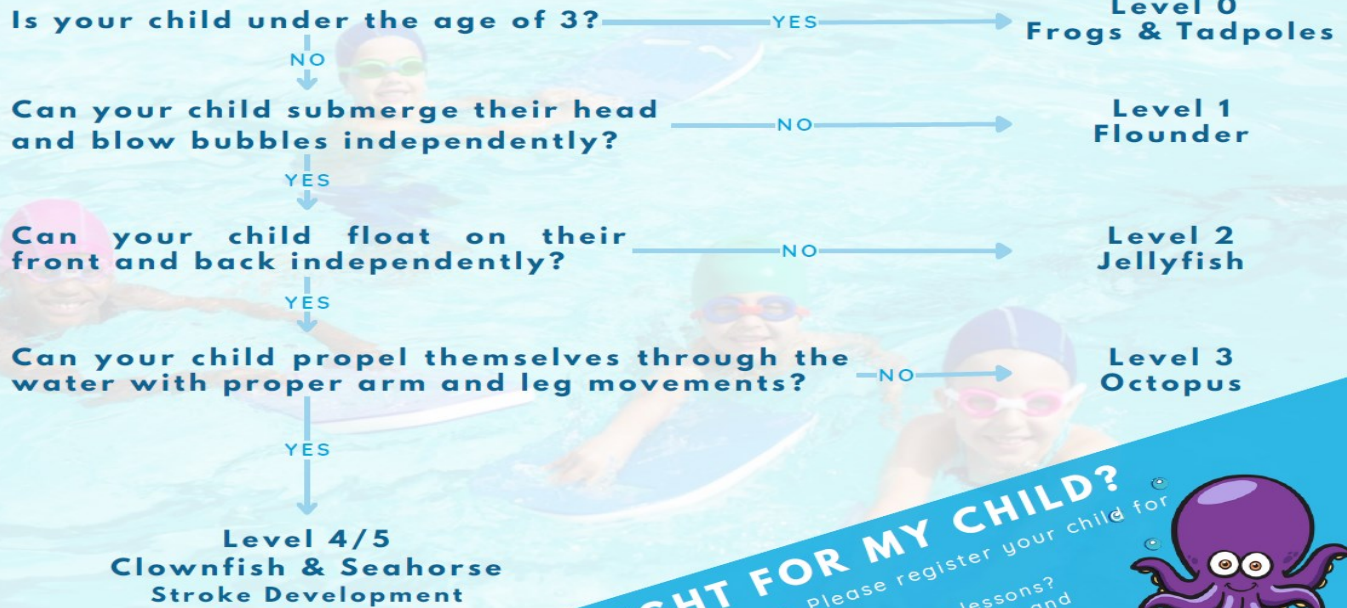 Is your child under the age of 3?
YES
Level 0
Frogs & Tadpoles
NO
Can your child submerge their head
and blow bubbles independently?
NO
Level 1
Flounder
YES
Can your child float on their
front and back independently?
NO
Level 2
Jellyfish
YES
Can your child propel themselves through the
water with proper arm and leg movements?
NO
Level 3
Octopus
YES
Level 4/5
Clownfish & Seahorse
Stroke Development
FOR MY CHILD?
Please register your child for
lessons?
and